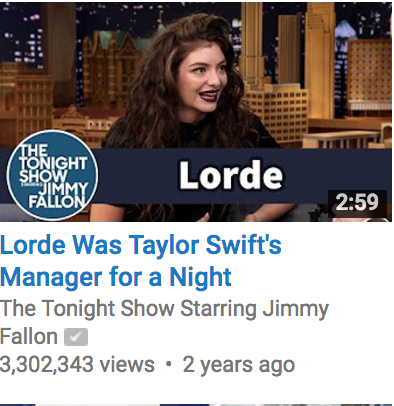 THE
TONIGHT
SHOW
STARRING
JIMMY
FALLON
Lorde
2:59
Lorde Was Taylor Swift's
Manager for a Night
The Tonight Show Starring Jimmy
Fallon
3,302,343 views • 2 years ago